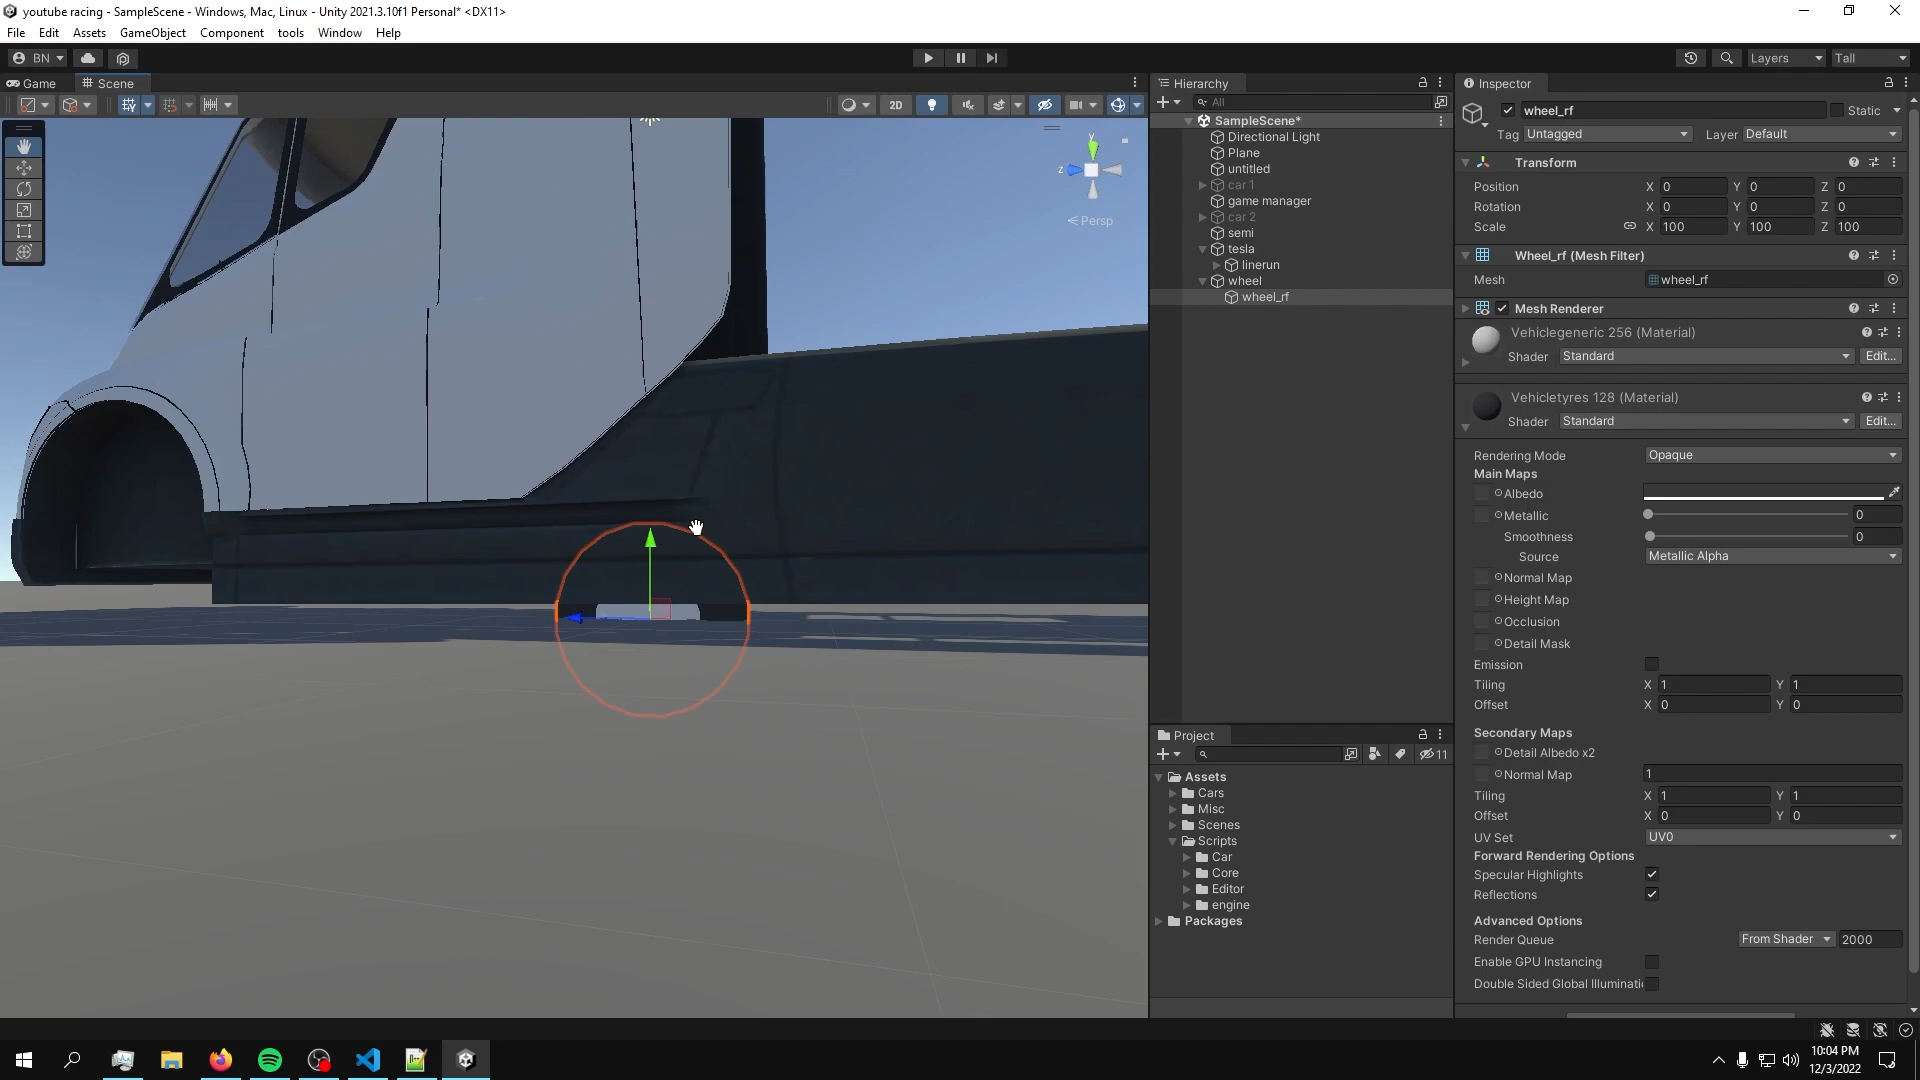 youtube racing - SampleScene - Windows, Mac, Linux - Unity 2021.3.10f1 Personal* <DX11>
File Edit Assets GameObject Component tools Window Help
BN Layers Tall
Game Scene
2D
y
z
Persp
Hierarchy
All
SampleScene*
Directional Light
Plane
untitled
car 1
game manager
car 2
semi
tesla
linerun
wheel
wheel_rf
Project
11
Assets
Cars
Misc
Scenes
Scripts
Car
Core
Editor
engine
Packages
Inspector
wheel_rf Static
Tag Untagged Layer Default
Transform
Position X 0 Y 0 Z 0
Rotation X 0 Y 0 Z 0
Scale X 100 Y 100 Z 100
Wheel_rf (Mesh Filter)
Mesh wheel_rf
Mesh Renderer
Vehiclegeneric 256 (Material)
Shader Standard Edit...
Vehicletyres 128 (Material)
Shader Standard Edit...
Rendering Mode Opaque
Main Maps
Albedo
Metallic 0
Smoothness 0
Source Metallic Alpha
Normal Map
Height Map
Occlusion
Detail Mask
Emission
Tiling X 1 Y 1
Offset X 0 Y 0
Secondary Maps
Detail Albedo x2
Normal Map 1
Tiling X 1 Y 1
Offset X 0 Y 0
UV Set UV0
Forward Rendering Options
Specular Highlights
Reflections
Advanced Options
Render Queue From Shader 2000
Enable GPU Instancing
Double Sided Global Illuminati
10:04 PM
12/3/2022